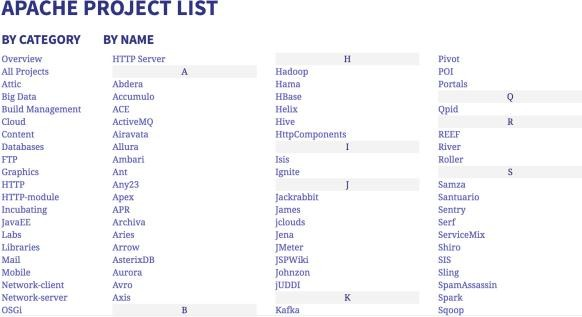 APACHE PROJECT LIST
BY CATEGORY
Overview
All Projects
Attic
Big Data
Build Management
Cloud
Content
Databases
FTP
Graphics
HTTP
HTTP-module
Incubating
JavaEE
Labs
Libraries
Mail
Mobile
Network-client
Network-server
OSGi
BY NAME
HTTP Server
A
Abdera
Accumulo
ACE
ActiveMQ
Airavata
Allura
Ambari
Ant
Any23
Apex
APR
Archiva
Aries
Arrow
AsterixDB
Aurora
Avro
Axis
B
H
Hadoop
Hama
HBase
Helix
Hive
HttpComponents
I
Isis
Ignite
J
Jackrabbit
James
jclouds
Jena
JMeter
JSPWiki
Johnzon
jUDDI
K
Kafka
Pivot
POI
Portals
Q
Qpid
R
REEF
River
Roller
S
Samza
Santuario
Sentry
Serf
ServiceMix
Shiro
SIS
Sling
SpamAssassin
Spark
Sqoop